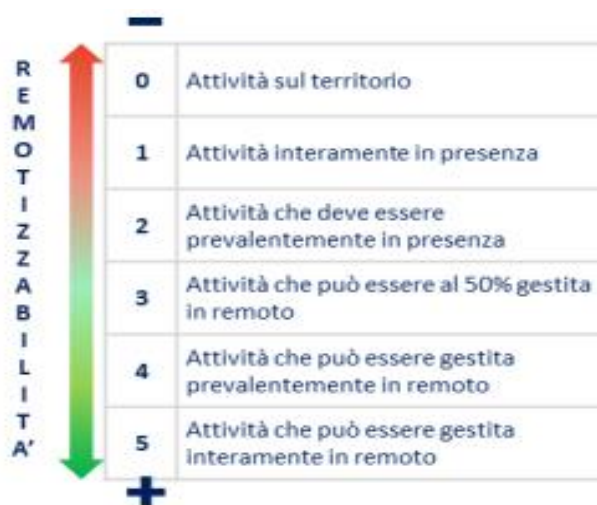 −
REMOTIZZABILITA'
0 Attività sul territorio
1 Attività interamente in presenza
2 Attività che deve essere
prevalentemente in presenza
3 Attività che può essere al 50% gestita
in remoto
4 Attività che può essere gestita
prevalentemente in remoto
5 Attività che può essere gestita
interamente in remoto
+